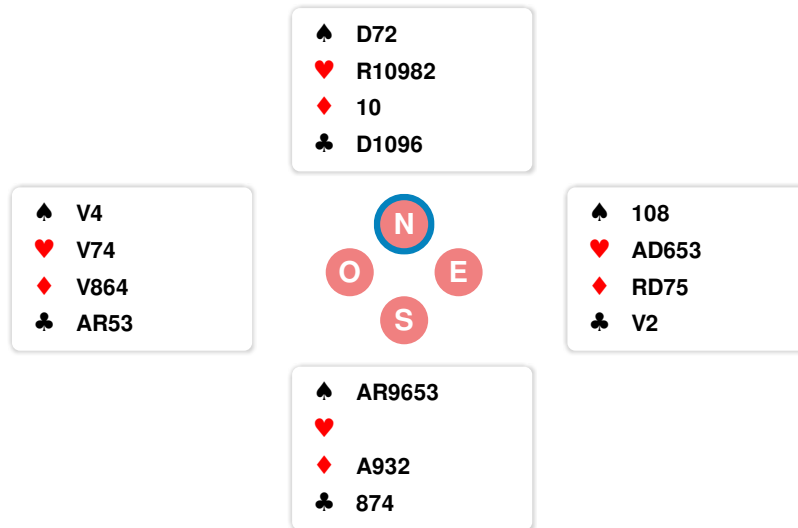 ♠ D72
♥ R10982
♦ 10
♣ D1096
♠ V4
♥ V74
♦ V864
♣ AR53
N
O E
S
♠ 108
♥ AD653
♦ RD75
♣ V2
♠ AR9653
♥
♦ A932
♣ 874